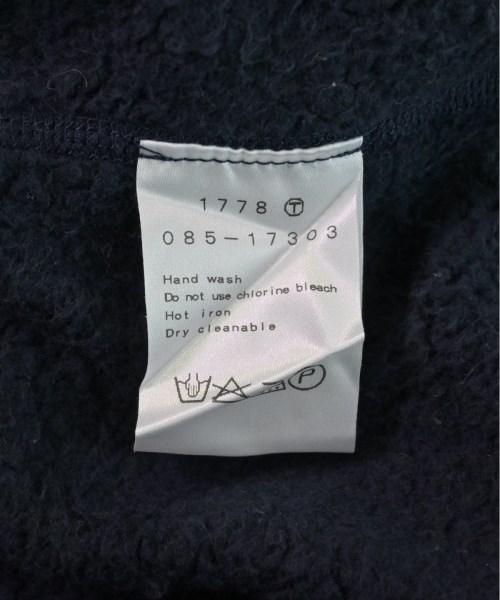 1778 Ⓣ
085-17303
Hand wash
Do not use chlorine bleach
Hot iron
Dry cleanable
P